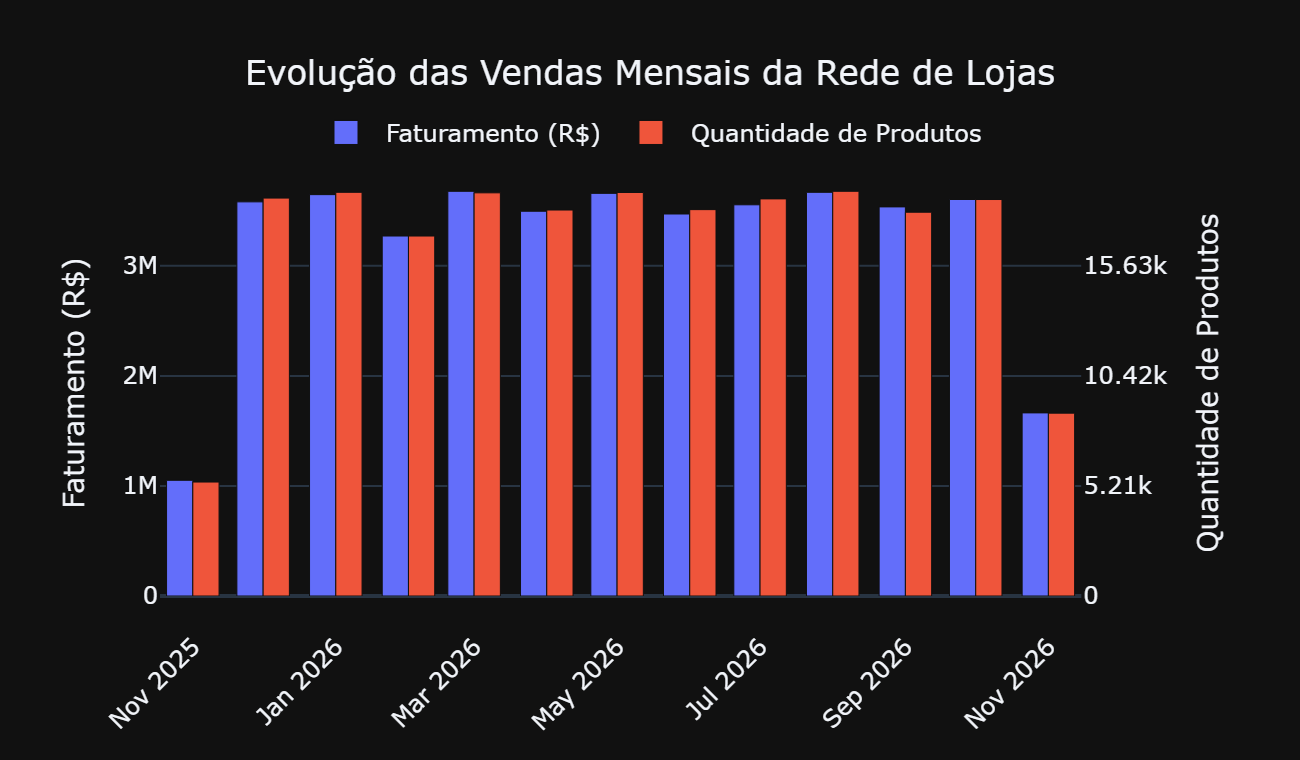 Evolução das Vendas Mensais da Rede de Lojas
Faturamento (R$)
Quantidade de Produtos
Faturamento (R$)
3M
2M
1M
0
15.63k
10.42k
5.21k
0
Quantidade de Produtos
Nov 2025
Jan 2026
Mar 2026
May 2026
Jul 2026
Sep 2026
Nov 2026